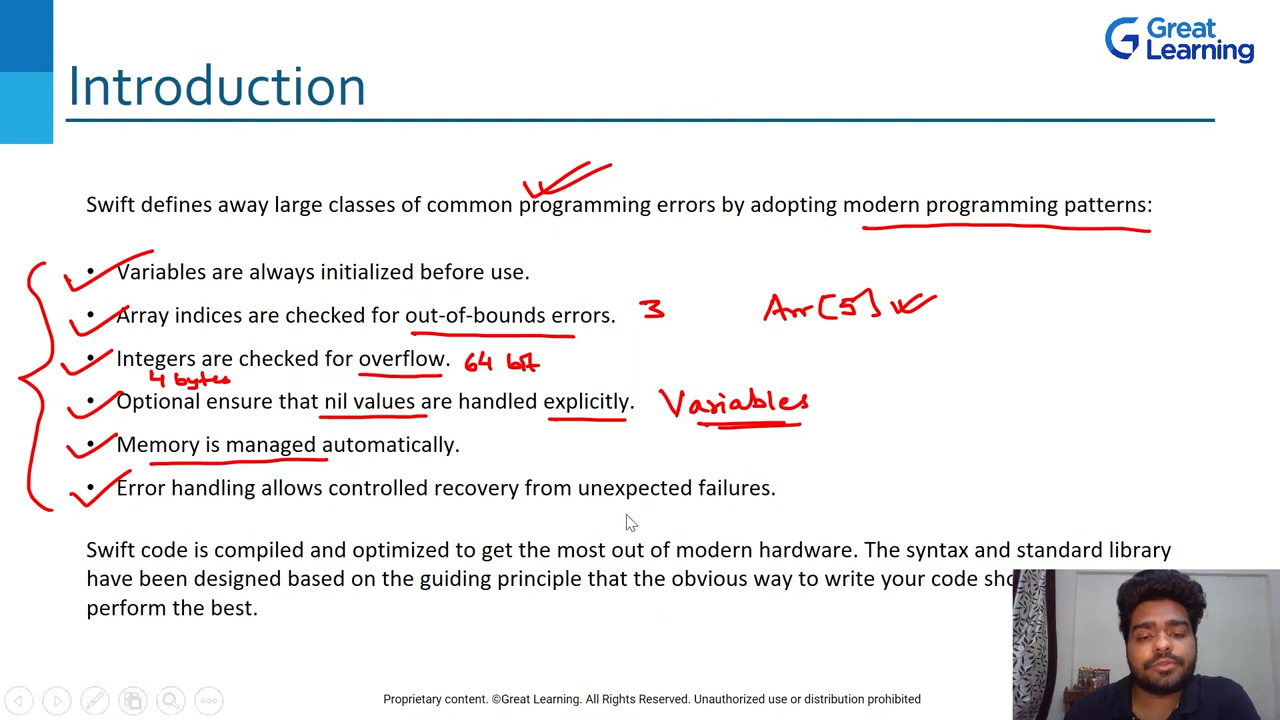 Great
Learning
Introduction
Swift defines away large classes of common programming errors by adopting modern programming patterns:
• Variables are always initialized before use.
• Array indices are checked for out-of-bounds errors. 3 Arr[5]
• Integers are checked for overflow. 64 bit
4 bytes
• Optional ensure that nil values are handled explicitly. Variables
• Memory is managed automatically.
• Error handling allows controlled recovery from unexpected failures.
Swift code is compiled and optimized to get the most out of modern hardware. The syntax and standard library
have been designed based on the guiding principle that the obvious way to write your code
perform the best.
Proprietary content. ©Great Learning. All Rights Reserved. Unauthorized use or distribution prohibited